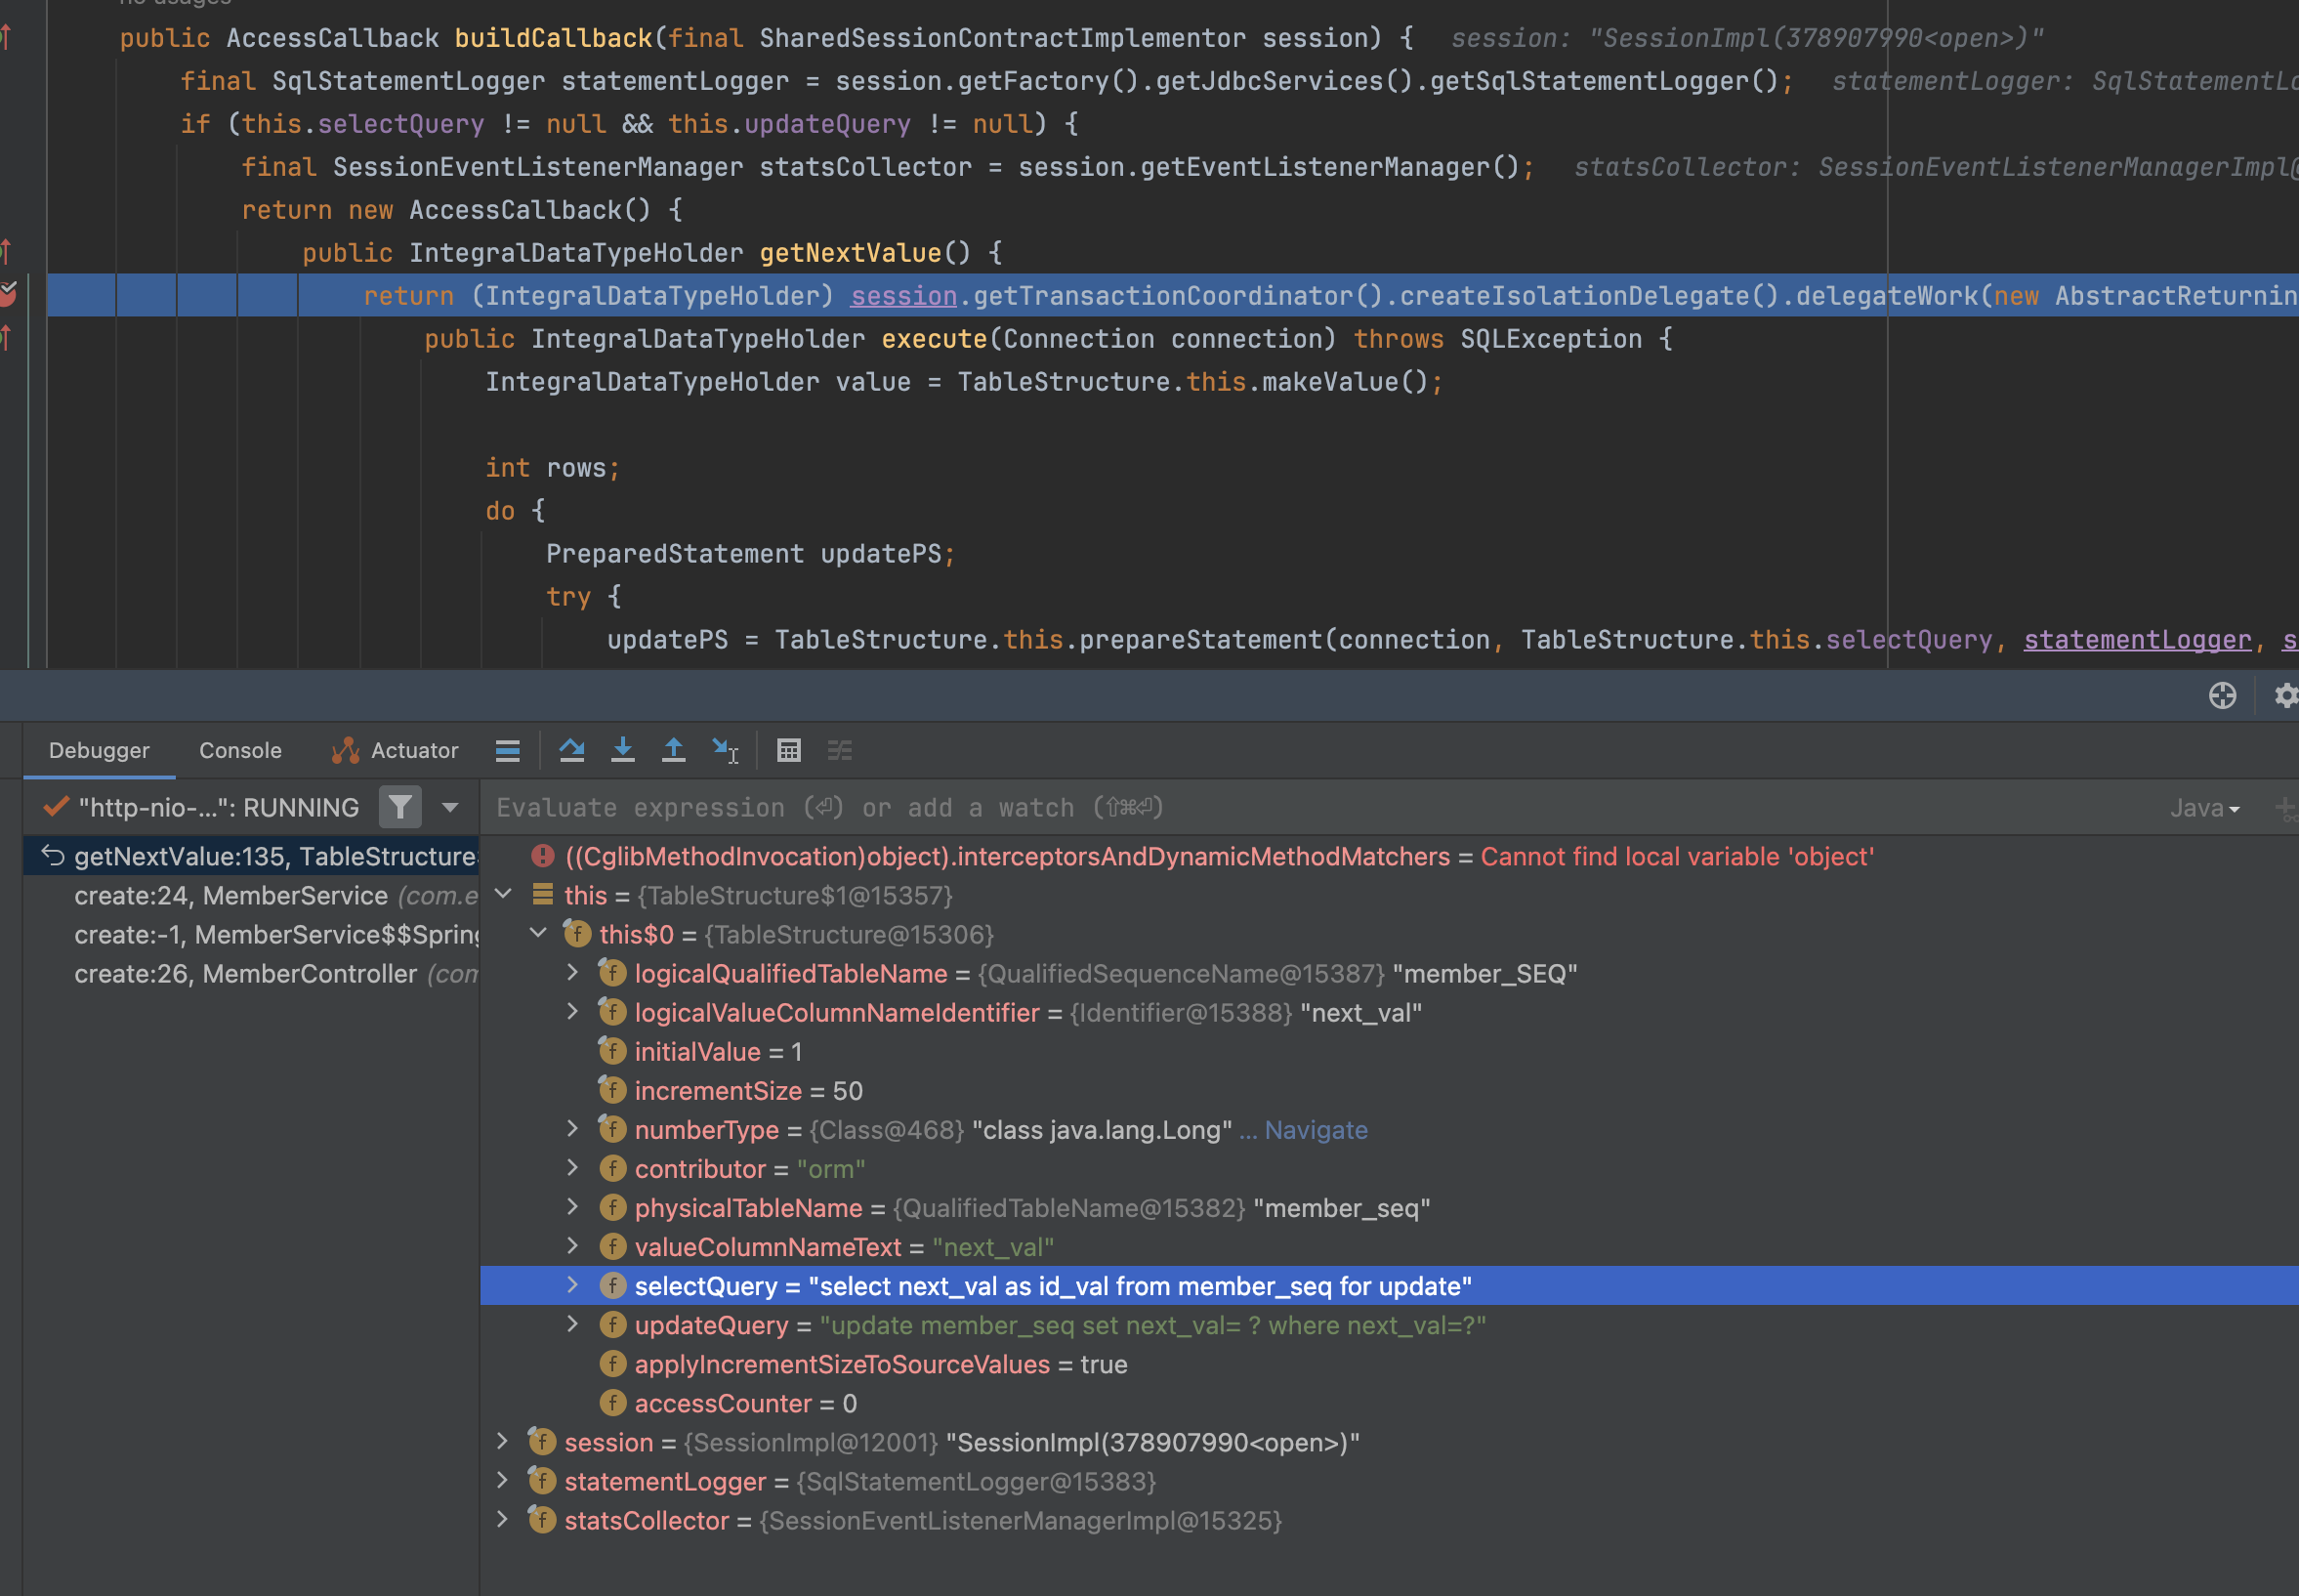 no usages
public AccessCallback buildCallback(final SharedSessionContractImplementor session) {   session: "SessionImpl(378907990<open>)"
final SqlStatementLogger statementLogger = session.getFactory().getJdbcServices().getSqlStatementLogger();   statementLogger: SqlStatementLo
if (this.selectQuery != null && this.updateQuery != null) {
final SessionEventListenerManager statsCollector = session.getEventListenerManager();   statsCollector: SessionEventListenerManagerImpl@
return new AccessCallback() {
public IntegralDataTypeHolder getNextValue() {
return (IntegralDataTypeHolder) session.getTransactionCoordinator().createIsolationDelegate().delegateWork(new AbstractReturnin
public IntegralDataTypeHolder execute(Connection connection) throws SQLException {
IntegralDataTypeHolder value = TableStructure.this.makeValue();
int rows;
do {
PreparedStatement updatePS;
try {
updatePS = TableStructure.this.prepareStatement(connection, TableStructure.this.selectQuery, statementLogger, s
Debugger Console Actuator
"http-nio-...": RUNNING
Evaluate expression (⏎) or add a watch (⇧⌘⏎)
Java
getNextValue:135, TableStructure
create:24, MemberService (com.e
create:-1, MemberService$$Spring
create:26, MemberController (com
((CglibMethodInvocation)object).interceptorsAndDynamicMethodMatchers = Cannot find local variable 'object'
this = {TableStructure$1@15357}
this$0 = {TableStructure@15306}
logicalQualifiedTableName = {QualifiedSequenceName@15387} "member_SEQ"
logicalValueColumnNameIdentifier = {Identifier@15388} "next_val"
initialValue = 1
incrementSize = 50
numberType = {Class@468} "class java.lang.Long" ... Navigate
contributor = "orm"
physicalTableName = {QualifiedTableName@15382} "member_seq"
valueColumnNameText = "next_val"
selectQuery = "select next_val as id_val from member_seq for update"
updateQuery = "update member_seq set next_val= ? where next_val=?"
applyIncrementSizeToSourceValues = true
accessCounter = 0
session = {SessionImpl@12001} "SessionImpl(378907990<open>)"
statementLogger = {SqlStatementLogger@15383}
statsCollector = {SessionEventListenerManagerImpl@15325}